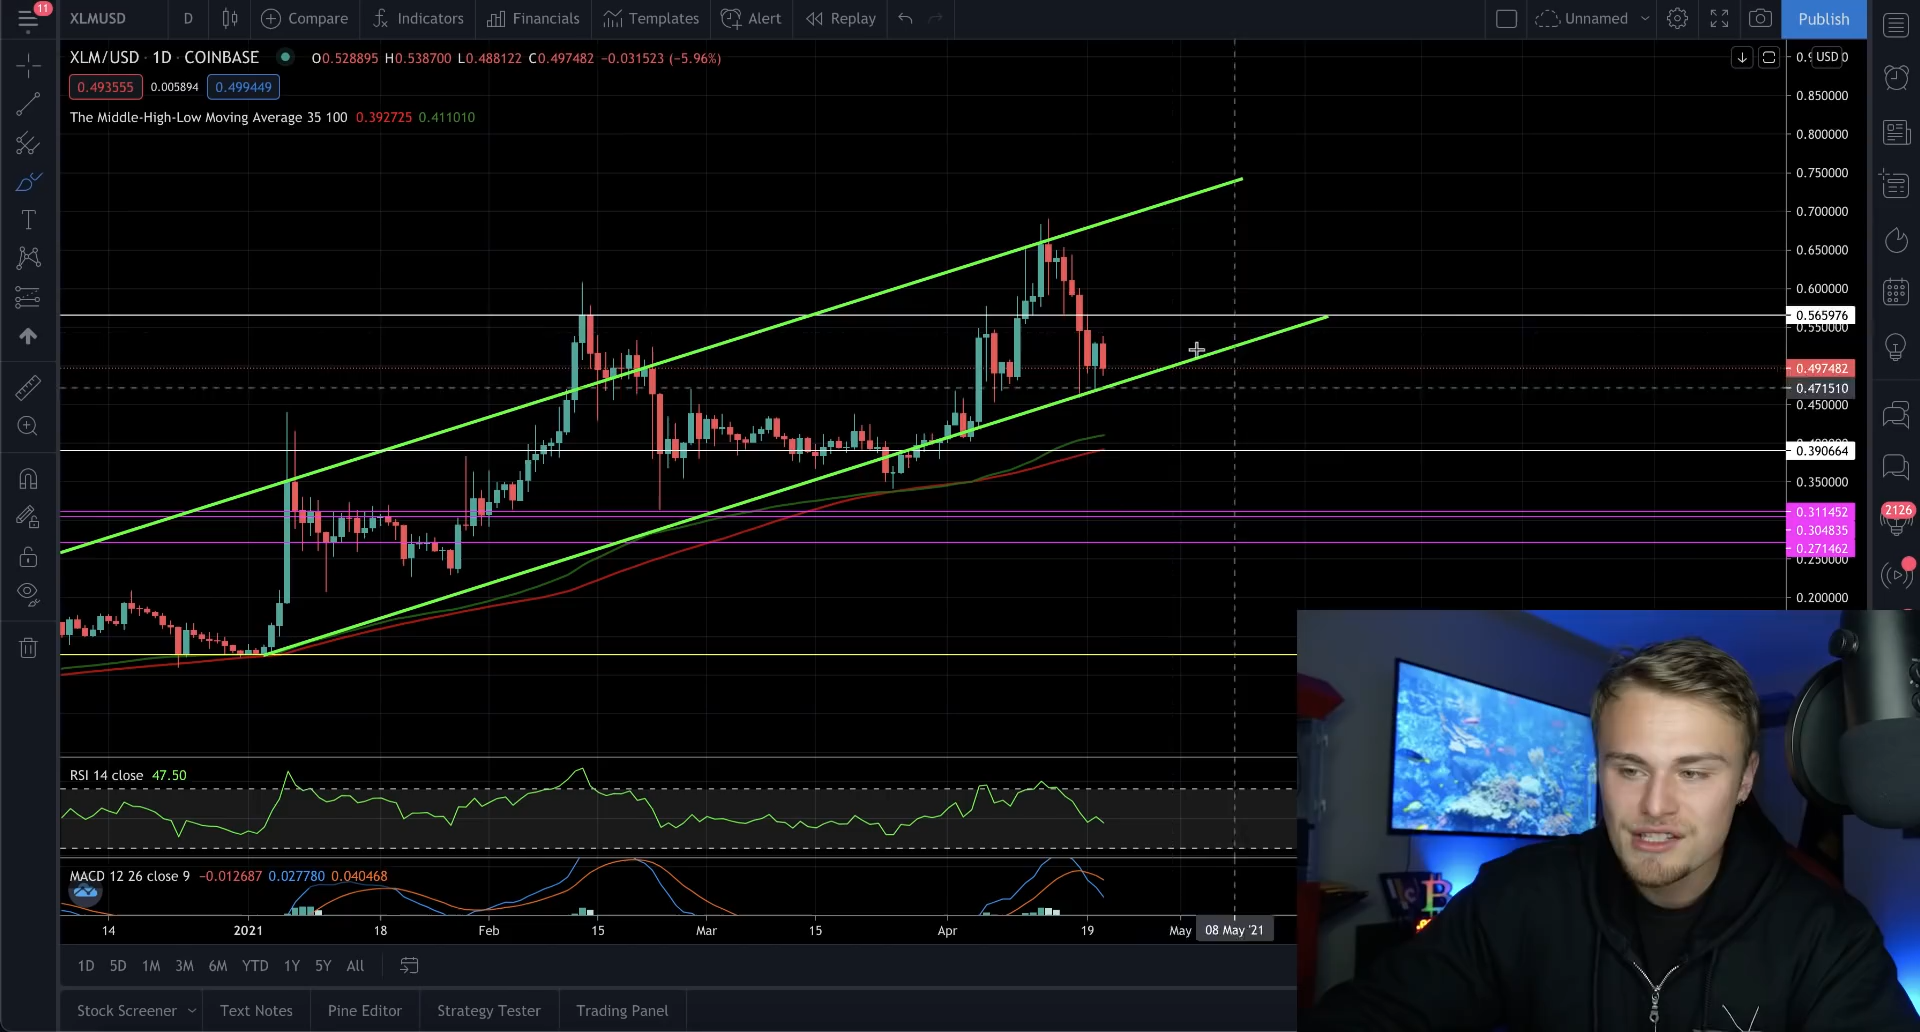 11
XLMUSD D Compare Indicators Financials Templates Alert Replay Unnamed Publish
XLM/USD · 1D · COINBASE O0.528895 H0.538700 L0.488122 C0.497482 −0.031523 (−5.96%)
USD
0.493555 0.005894 0.499449
The Middle-High-Low Moving Average 35 100 0.392725 0.411010
0.850000
0.800000
0.750000
0.700000
0.650000
0.600000
0.565976
0.550000
0.497482
0.471510
0.450000
0.390664
0.350000
0.311452
0.304835
0.271462
0.250000
0.200000
2126
RSI 14 close 47.50
MACD 12 26 close 9 −0.012687 0.027780 0.040468
14 2021 18 Feb 15 Mar 15 Apr 19 May 08 May '21
1D 5D 1M 3M 6M YTD 1Y 5Y All
Stock Screener Text Notes Pine Editor Strategy Tester Trading Panel